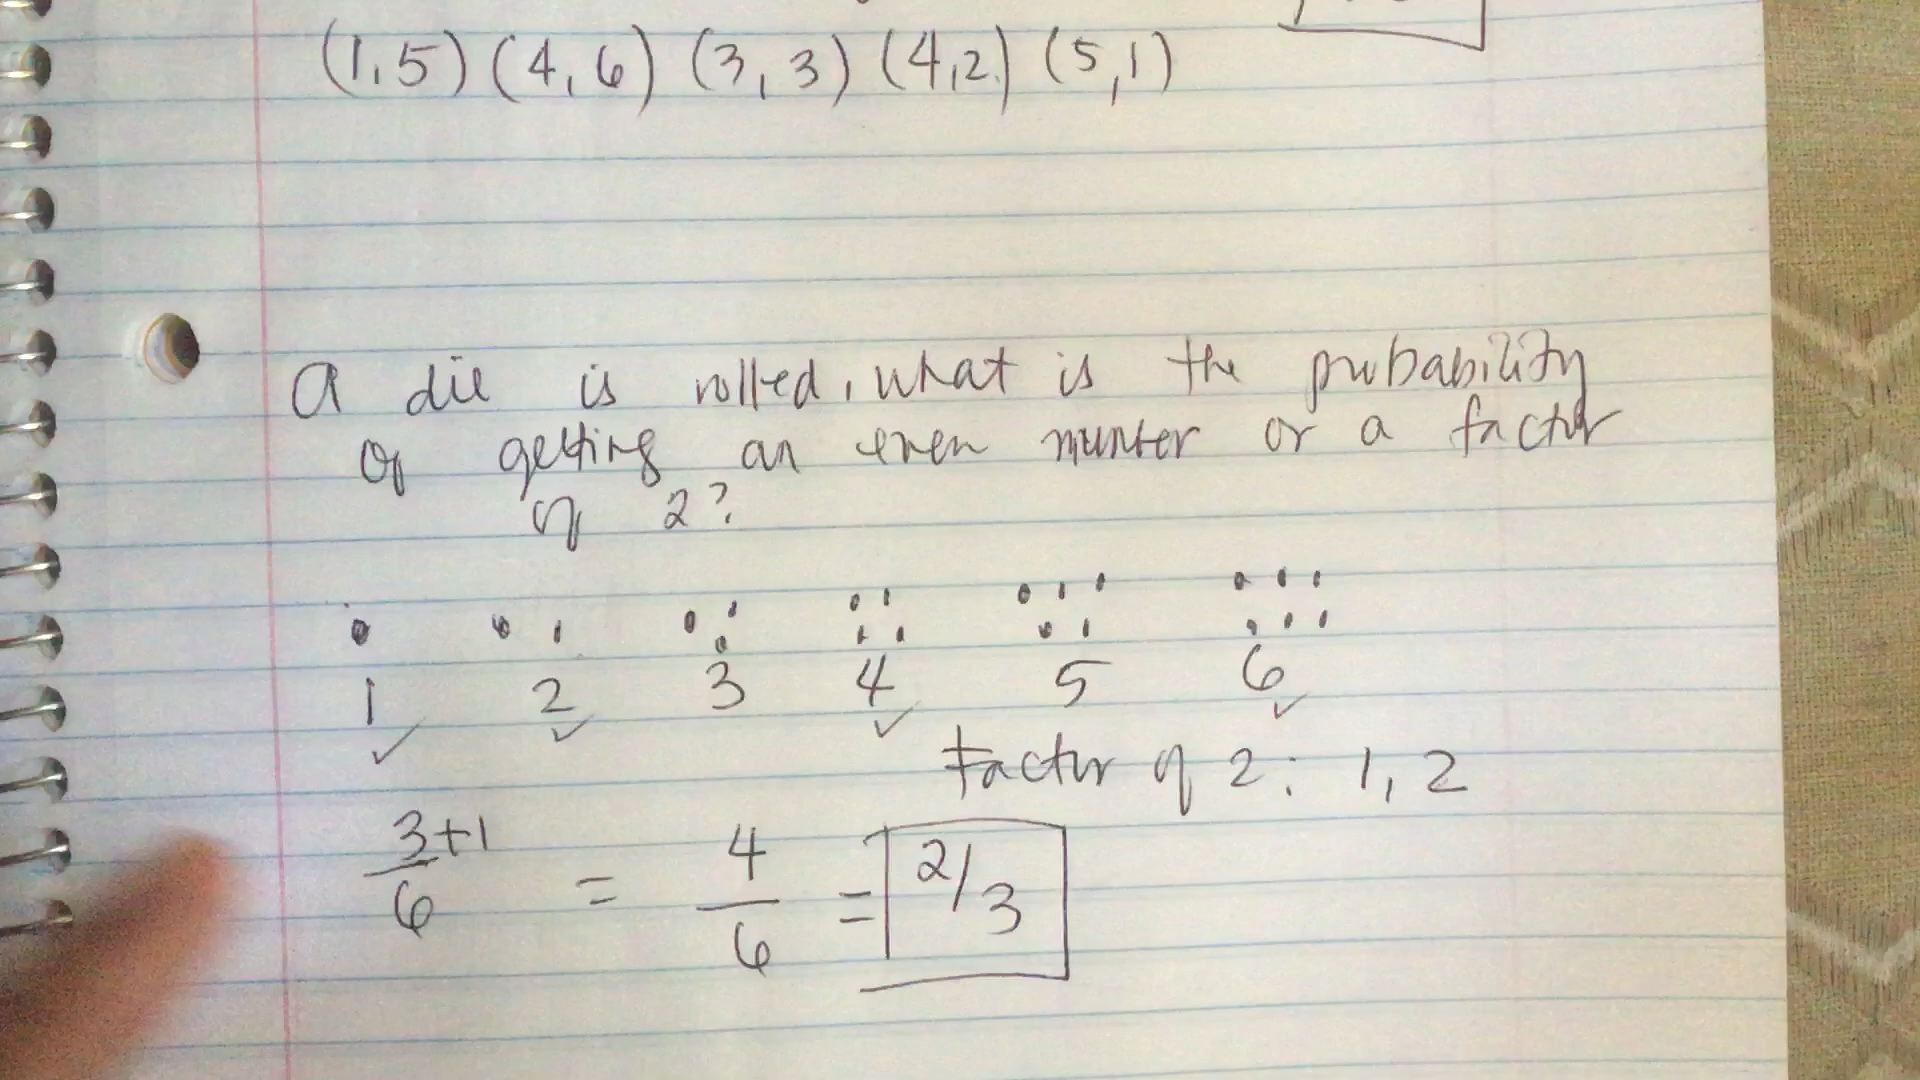 (1,5) (4,6) (3,3) (4,2) (5,1)
A die is rolled, what is the probability
of getting an even number or a factor
of 2?
1 2 3 4 5 6
Factor of 2: 1, 2
3+1/6 = 4/6 = 2/3